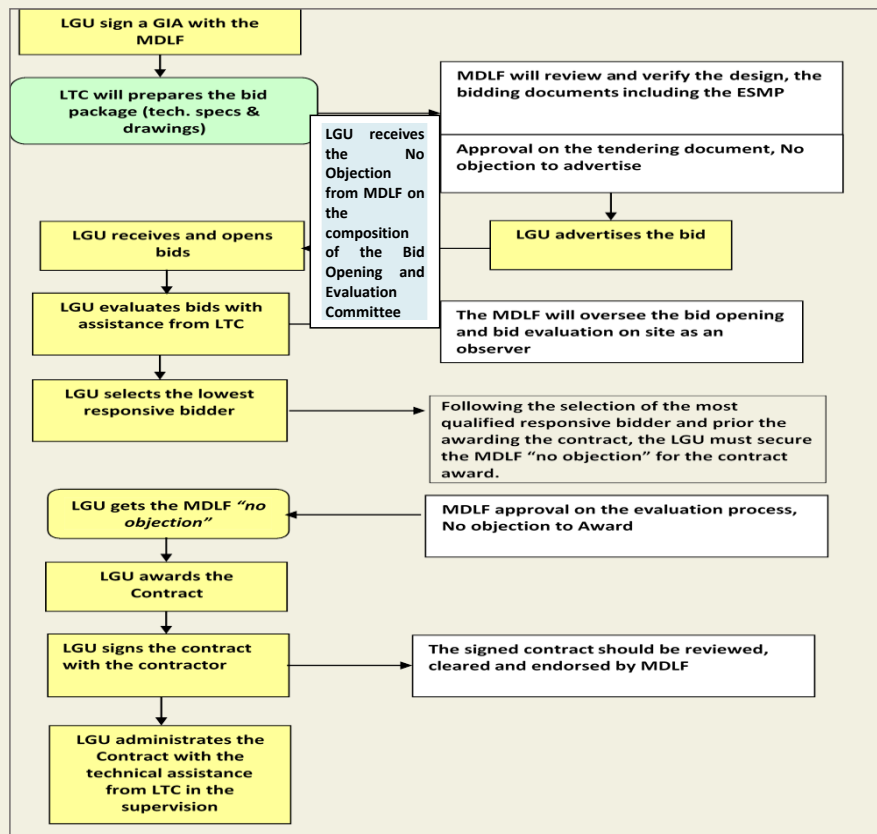 LGU sign a GIA with the
MDLF
LTC will prepares the bid
package (tech. specs &
drawings)
MDLF will review and verify the design, the
bidding documents including the ESMP
Approval on the tendering document, No
objection to advertise
LGU receives
the No
Objection
from MDLF on
the
composition
of the Bid
Opening and
Evaluation
Committee
LGU advertises the bid
LGU receives and opens
bids
LGU evaluates bids with
assistance from LTC
The MDLF will oversee the bid opening
and bid evaluation on site as an
observer
LGU selects the lowest
responsive bidder
Following the selection of the most
qualified responsive bidder and prior the
awarding the contract, the LGU must secure
the MDLF “no objection” for the contract
award.
LGU gets the MDLF “no
objection”
MDLF approval on the evaluation process,
No objection to Award
LGU awards the
Contract
LGU signs the contract
with the contractor
The signed contract should be reviewed,
cleared and endorsed by MDLF
LGU administrates the
Contract with the
technical assistance
from LTC in the
supervision